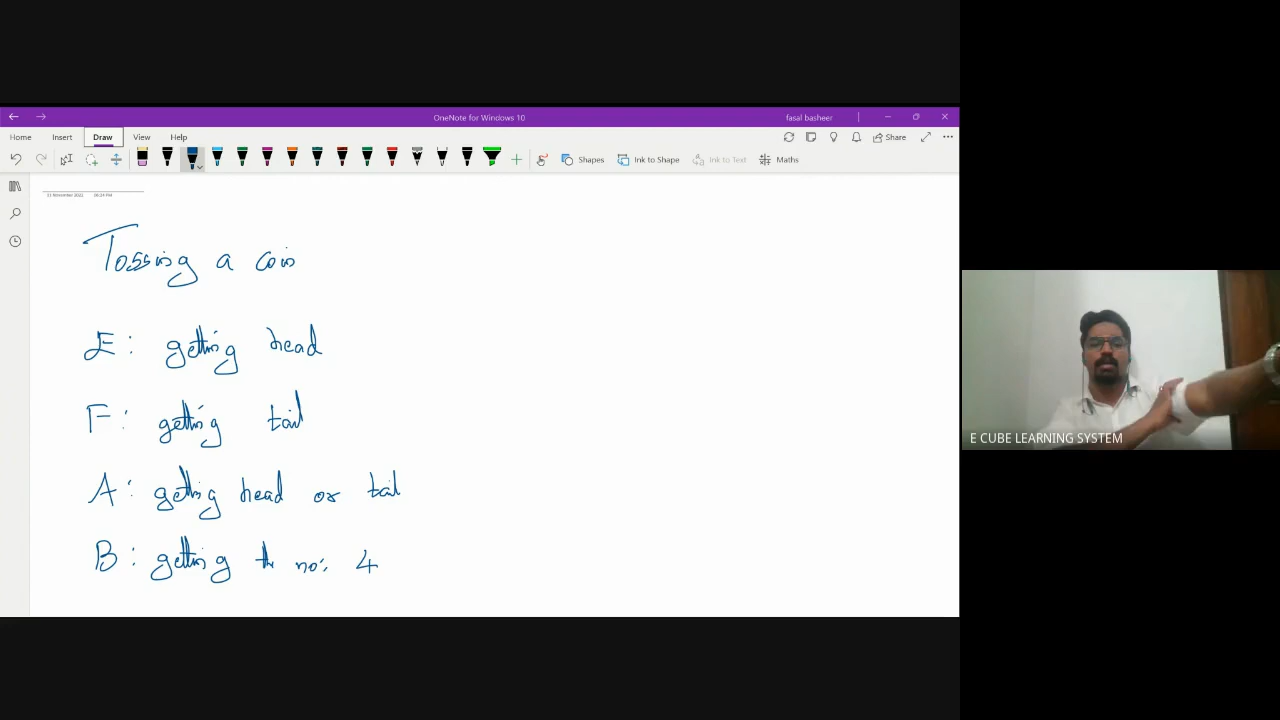 OneNote for Windows 10
fasal basheer
Home Insert Draw View Help
Share
Shapes Ink to Shape Ink to Text Maths
Tossing a coin
E: getting head
F: getting tail
A: getting head or tail
B: getting the no: 4
E CUBE LEARNING SYSTEM